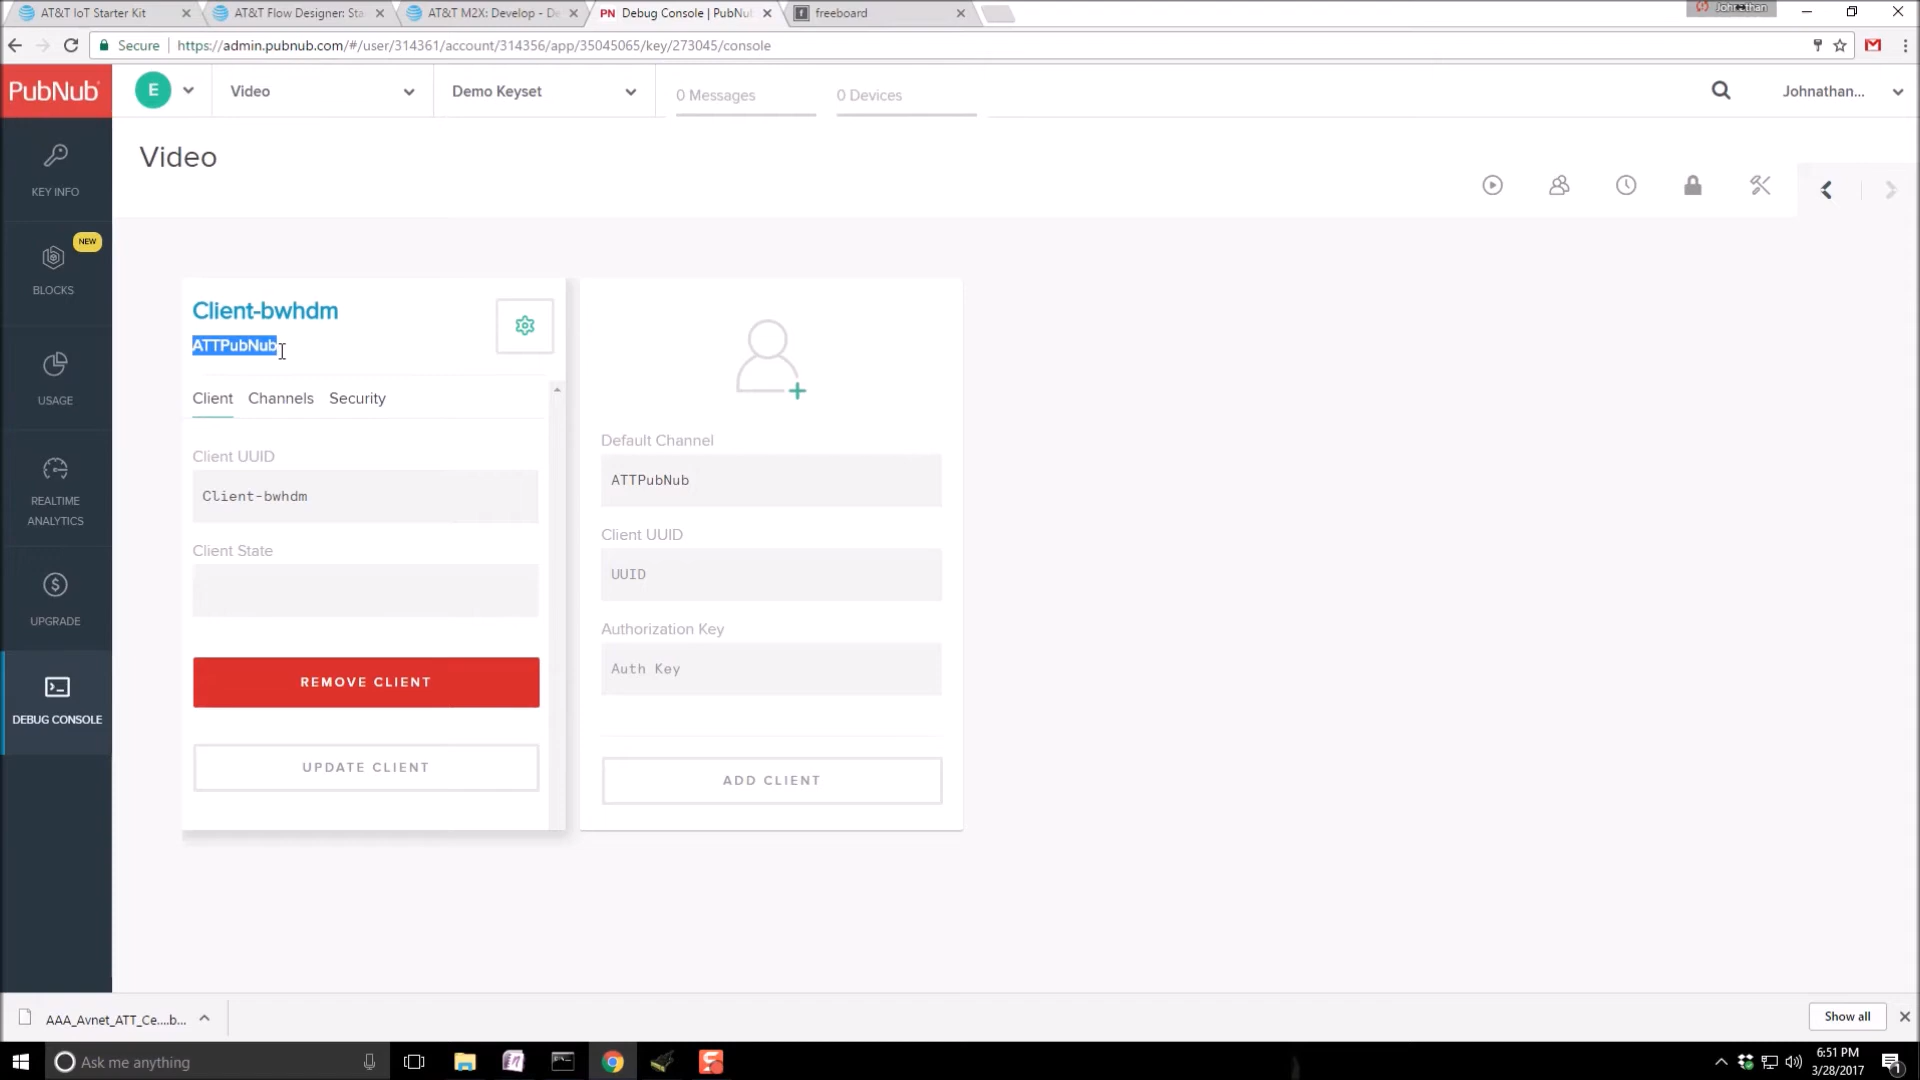 AT&T IoT Starter Kit
AT&T Flow Designer: Sta
AT&T M2X: Develop - De
PN Debug Console | PubNu
f freeboard
Johnathan
Secure
https://admin.pubnub.com/#/user/314361/account/314356/app/35045065/key/273045/console
PubNub
E
Video
Demo Keyset
0 Messages
0 Devices
Johnathan...
KEY INFO
NEW
BLOCKS
USAGE
REALTIME
ANALYTICS
UPGRADE
DEBUG CONSOLE
Video
Client-bwhdm
ATTPubNub
Client Channels Security
Client UUID
Client-bwhdm
Client State
REMOVE CLIENT
UPDATE CLIENT
Default Channel
ATTPubNub
Client UUID
UUID
Authorization Key
Auth Key
ADD CLIENT
AAA_Avnet_ATT_Ce....b...
Show all
Ask me anything
6:51 PM
3/28/2017
1